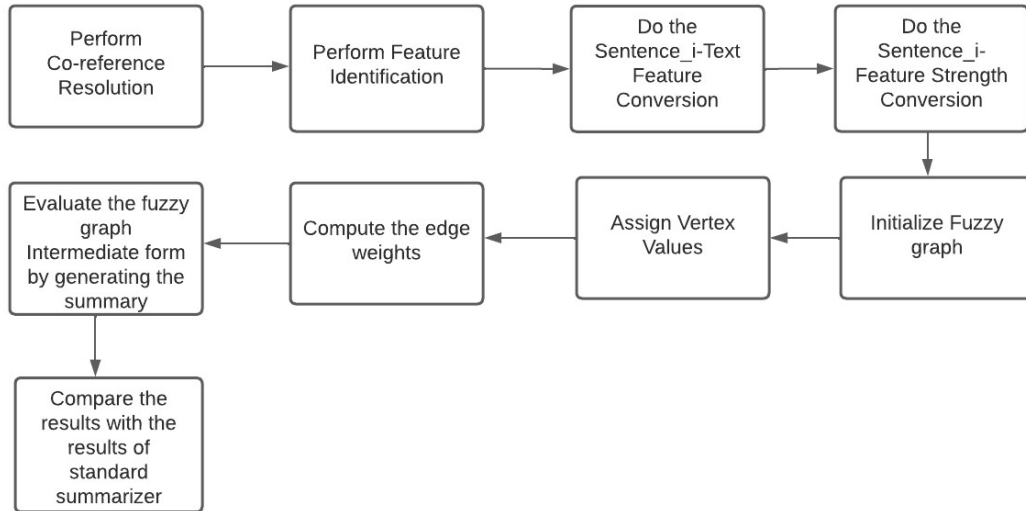 Perform
Co-reference
Resolution
Perform Feature
Identification
Do the
Sentence_i-Text
Feature
Conversion
Do the
Sentence_i-
Feature Strength
Conversion
Initialize Fuzzy
graph
Assign Vertex
Values
Compute the edge
weights
Evaluate the fuzzy
graph
Intermediate form
by generating the
summary
Compare the
results with the
results of
standard
summarizer